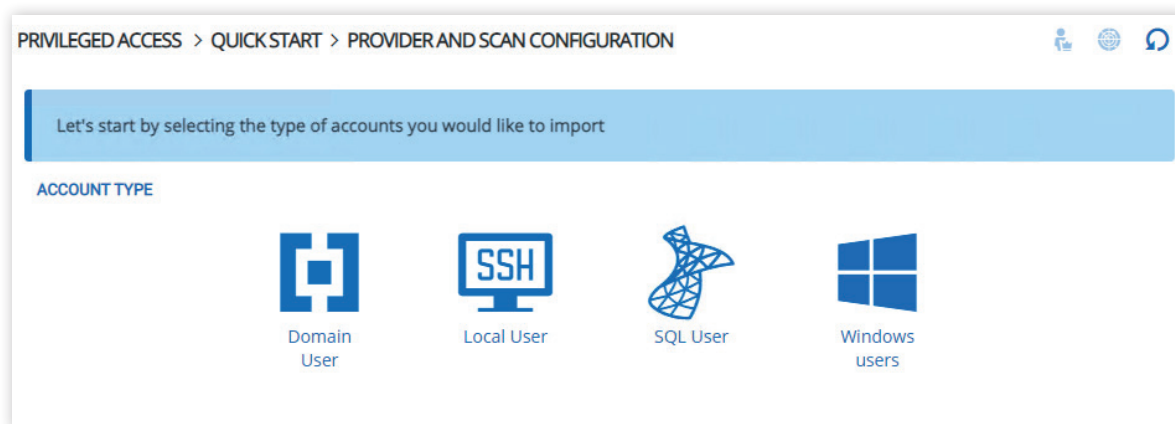 PRIVILEGED ACCESS > QUICK START > PROVIDER AND SCAN CONFIGURATION
Let's start by selecting the type of accounts you would like to import
ACCOUNT TYPE
SSH
Domain
User
Local User
SQL User
Windows
users